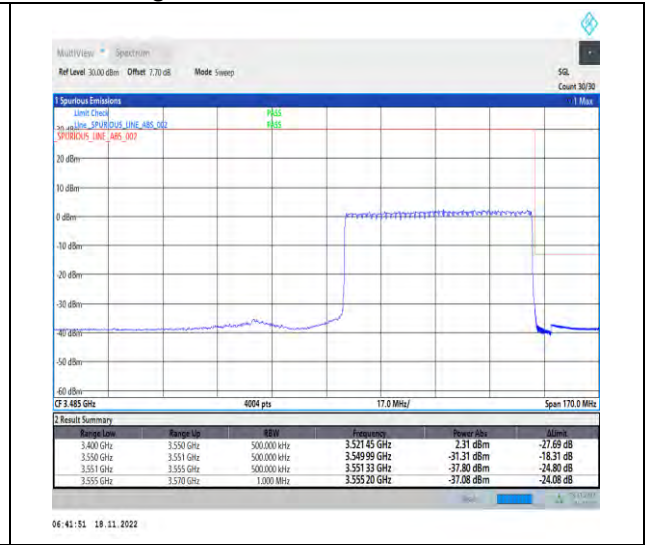 MultiView Spectrum
Ref Level 30.00 dBm Offset 7.70 dB Mode Sweep SGL
Count 30/30
1 Spurious Emissions 1 Max
Limit Check PASS
Line _SPURIOUS_LINE_ABS_002 PASS
_SPURIOUS_LINE_ABS_002
20 dBm
10 dBm
0 dBm
-10 dBm
-20 dBm
-30 dBm
-40 dBm
-50 dBm
-60 dBm
CF 3.485 GHz 4004 pts 17.0 MHz/ Span 170.0 MHz
2 Result Summary
Range Low Range Up RBW Frequency Power Abs ΔLimit
3.400 GHz 3.550 GHz 500.000 kHz 3.521 45 GHz 2.31 dBm -27.69 dB
3.550 GHz 3.551 GHz 500.000 kHz 3.549 99 GHz -31.31 dBm -18.31 dB
3.551 GHz 3.555 GHz 500.000 kHz 3.551 33 GHz -37.80 dBm -24.80 dB
3.555 GHz 3.570 GHz 1.000 MHz 3.555 20 GHz -37.08 dBm -24.08 dB
06:41:51 18.11.2022